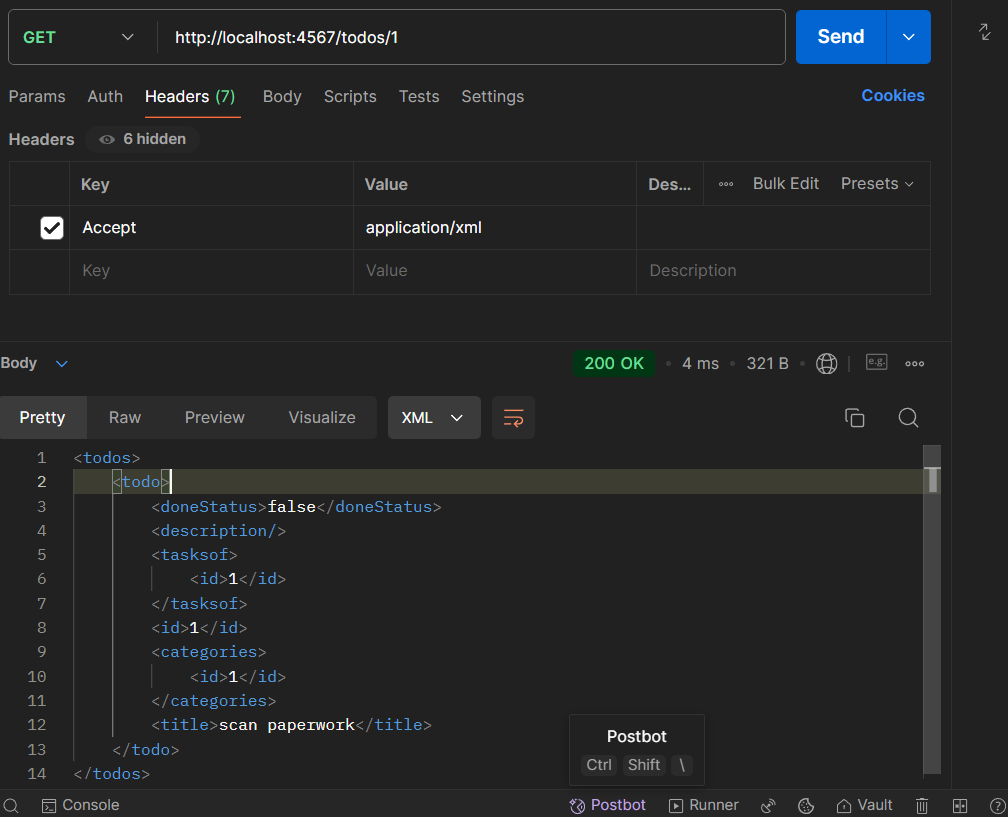 GET http://localhost:4567/todos/1 Send
Params Auth Headers (7) Body Scripts Tests Settings Cookies
Headers 6 hidden
Key Value Des... Bulk Edit Presets
Accept application/xml
Key Value Description
Body 200 OK • 4 ms • 321 B • e.g.
Pretty Raw Preview Visualize XML
1 <todos>
2 <todo>
3 <doneStatus>false</doneStatus>
4 <description/>
5 <tasksof>
6 <id>1</id>
7 </tasksof>
8 <id>1</id>
9 <categories>
10 <id>1</id>
11 </categories>
12 <title>scan paperwork</title>
13 </todo>
14 </todos>
Postbot
Ctrl Shift \
Console Postbot Runner Vault